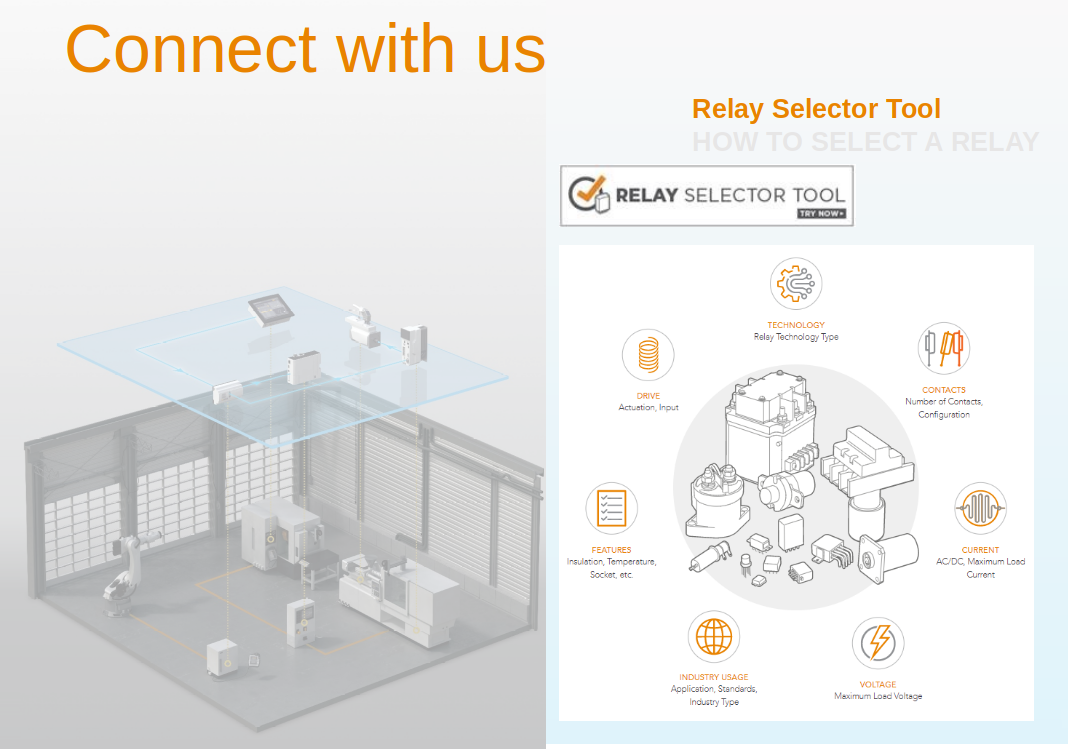 Connect with us
Relay Selector Tool
HOW TO SELECT A RELAY
RELAY SELECTOR TOOL
TRY NOW
TECHNOLOGY
Relay Technology Type
DRIVE
Actuation, Input
CONTACTS
Number of Contacts,
Configuration
FEATURES
Insulation, Temperature,
Socket, etc.
CURRENT
AC/DC, Maximum Load
Current
INDUSTRY USAGE
Application, Standards,
Industry Type
VOLTAGE
Maximum Load Voltage